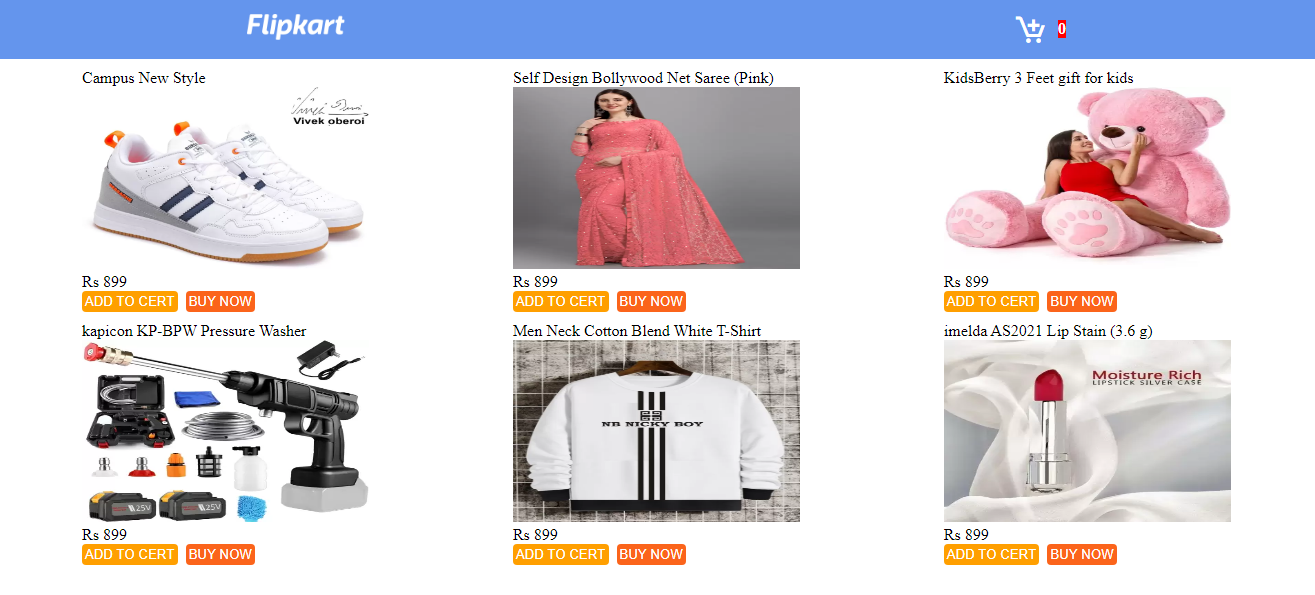 Flipkart
0
Campus New Style
Self Design Bollywood Net Saree (Pink)
KidsBerry 3 Feet gift for kids
Vivek oberoi
Rs 899
Rs 899
Rs 899
ADD TO CERT BUY NOW
ADD TO CERT BUY NOW
ADD TO CERT BUY NOW
kapicon KP-BPW Pressure Washer
Men Neck Cotton Blend White T-Shirt
imelda AS2021 Lip Stain (3.6 g)
25V
25V
NB NICKY BOY
Moisture Rich
LIPSTICK SILVER CASE
Rs 899
Rs 899
Rs 899
ADD TO CERT BUY NOW
ADD TO CERT BUY NOW
ADD TO CERT BUY NOW